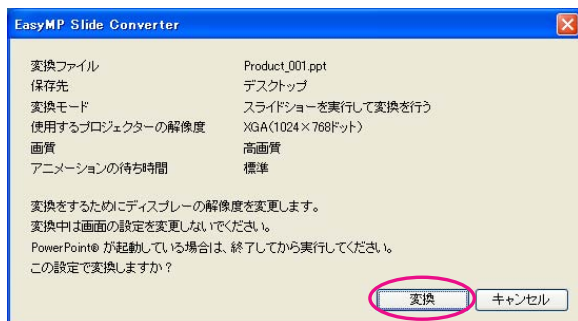 EasyMP Slide Converter
変換ファイル Product_001.ppt
保存先 デスクトップ
変換モード スライドショーを実行して変換を行う
使用するプロジェクターの解像度 XGA(1024×768ドット)
画質 高画質
アニメーションの待ち時間 標準
変換をするためにディスプレーの解像度を変更します。
変換中は画面の設定を変更しないでください。
PowerPoint® が起動している場合は、終了してから実行してください。
この設定で変換しますか？
変換 キャンセル